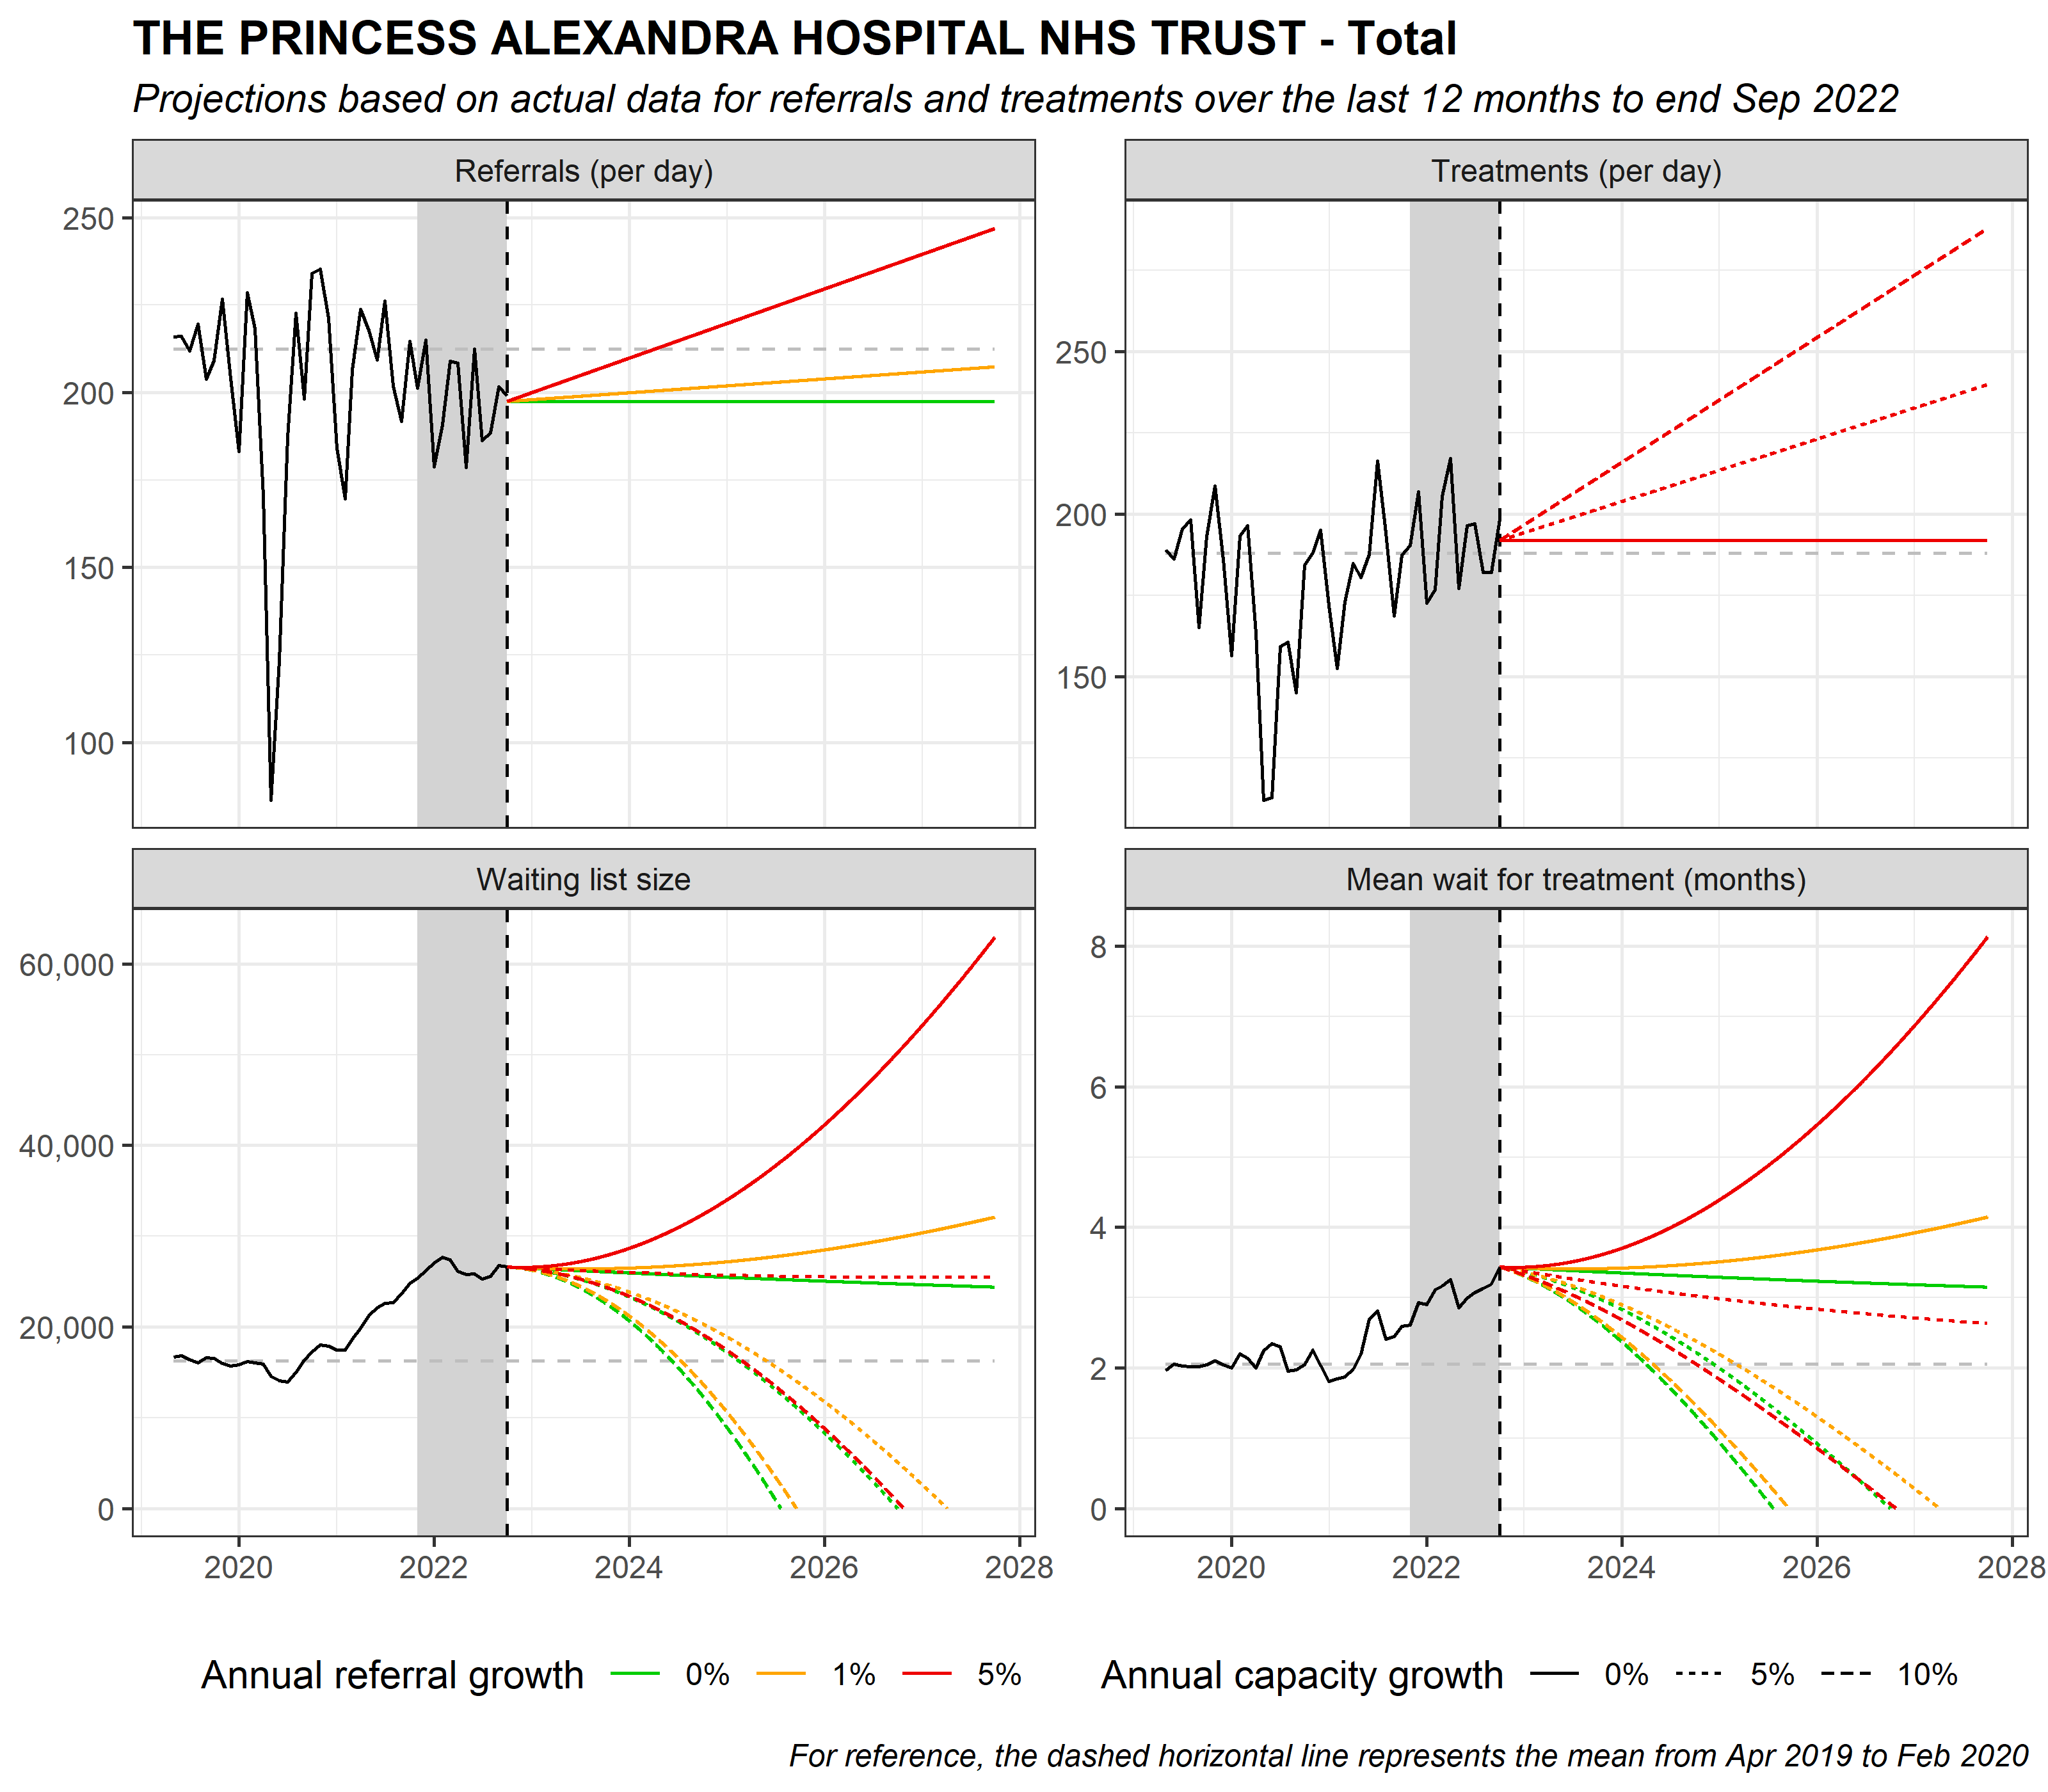 THE PRINCESS ALEXANDRA HOSPITAL NHS TRUST - Total
Projections based on actual data for referrals and treatments over the last 12 months to end Sep 2022
Referrals (per day)
250
200
150
100
Treatments (per day)
250
200
150
Waiting list size
60,000
40,000
20,000
0
2020 2022 2024 2026 2028
Mean wait for treatment (months)
8
6
4
2
0
2020 2022 2024 2026 2028
Annual referral growth 0% 1% 5%
Annual capacity growth 0% 5% 10%
For reference, the dashed horizontal line represents the mean from Apr 2019 to Feb 2020